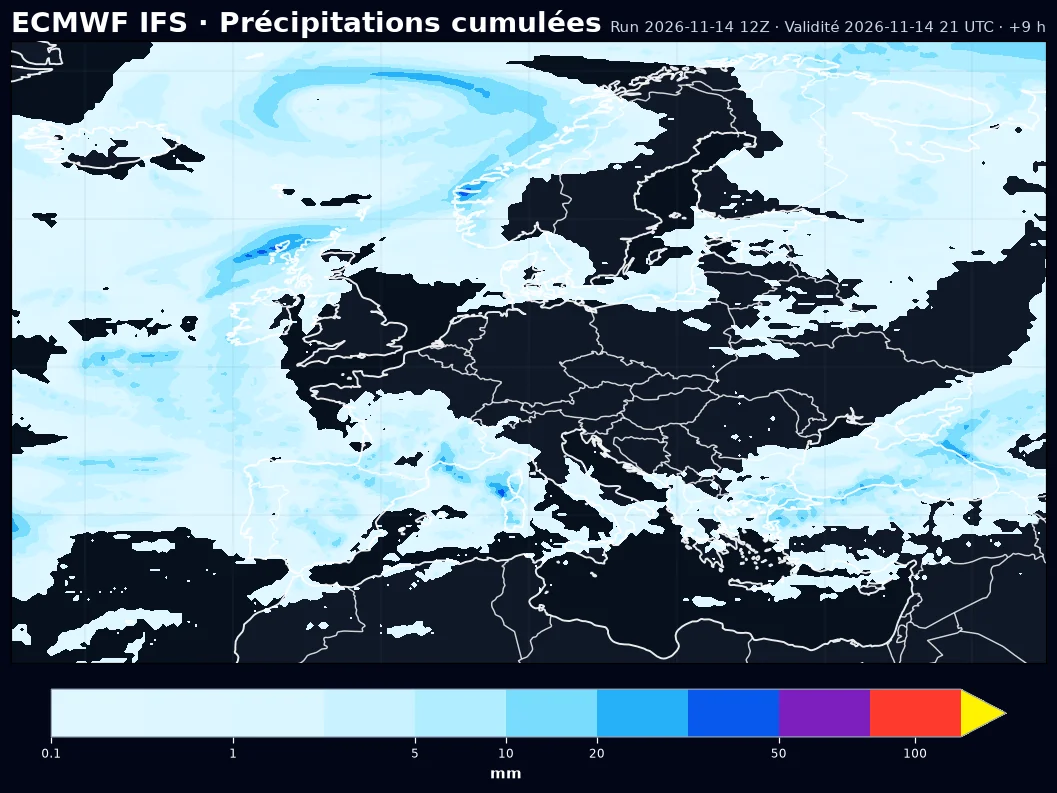 ECMWF IFS · Précipitations cumulées Run 2026-11-14 12Z · Validité 2026-11-14 21 UTC · +9 h
0.1 1 5 10 20 50 100
mm